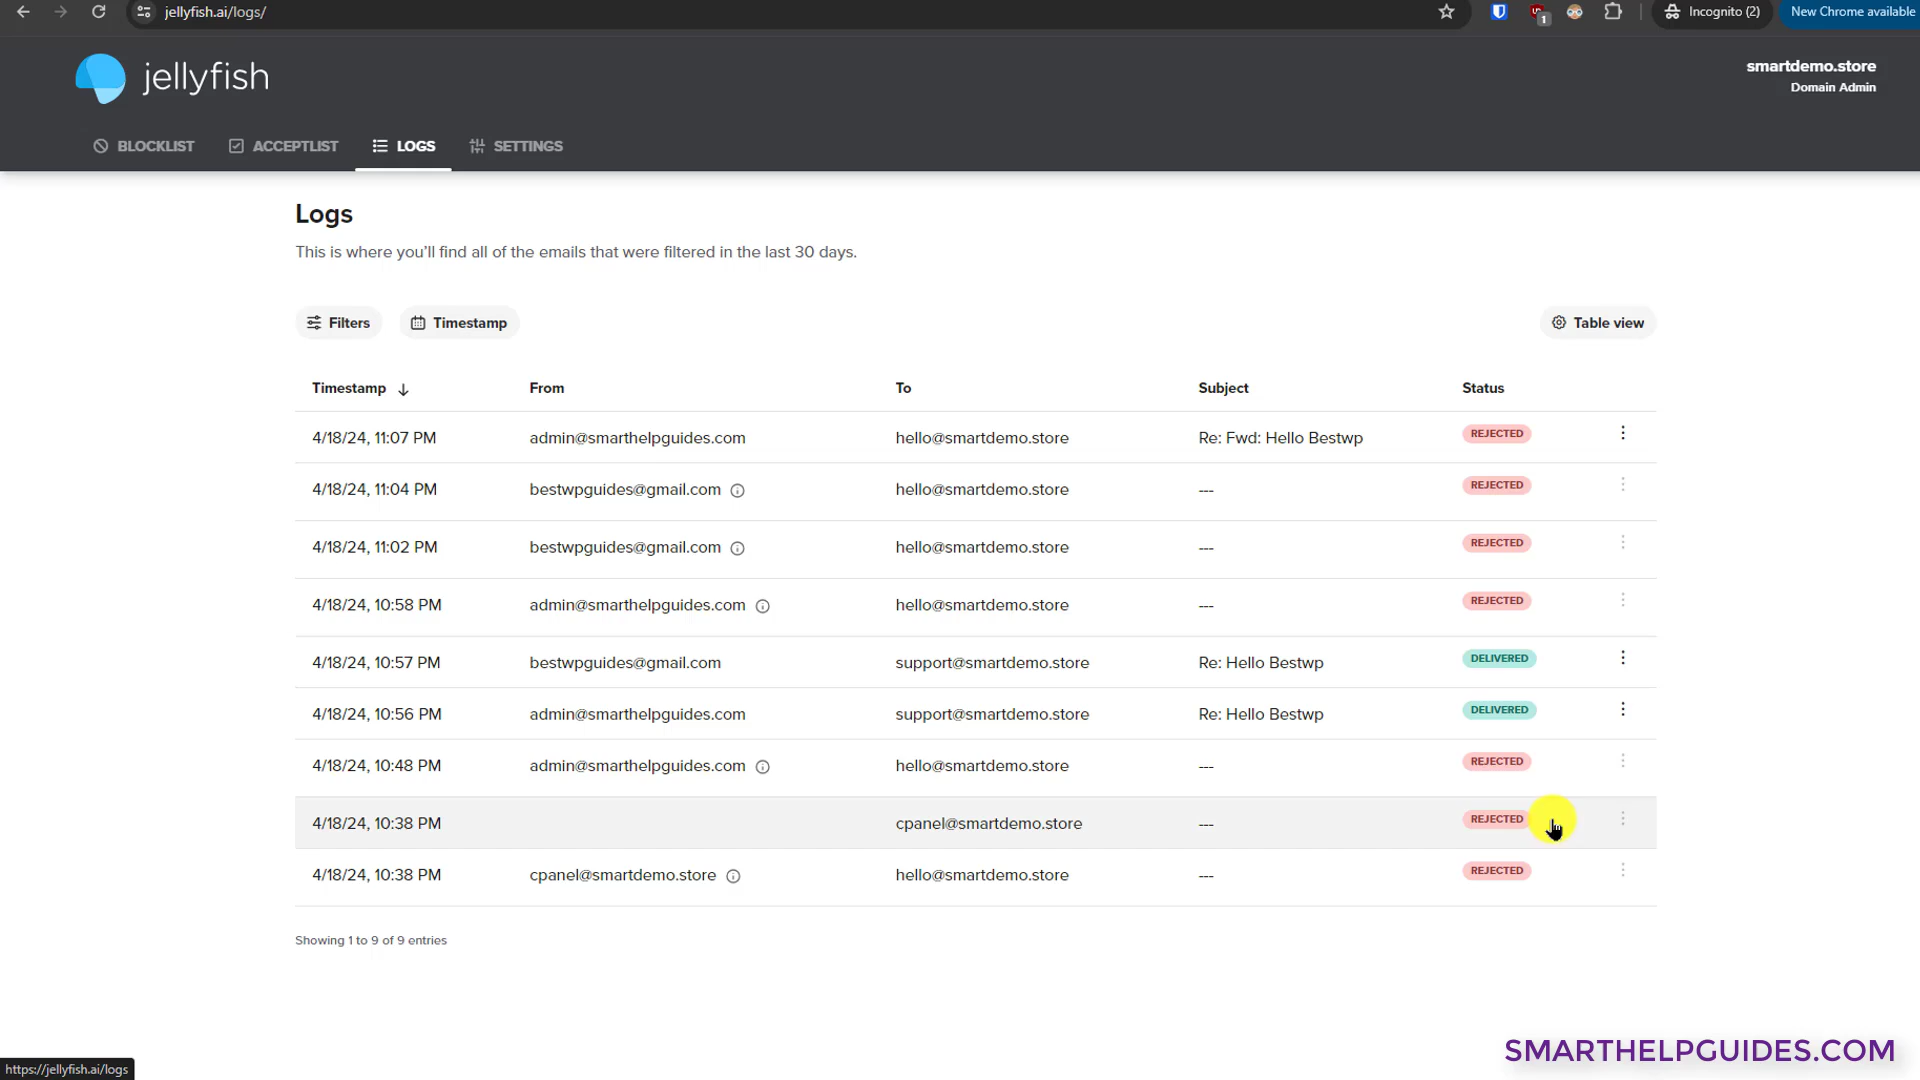 jellyfish.ai/logs/
Incognito (2)
New Chrome available
1
jellyfish
smartdemo.store
Domain Admin
BLOCKLIST
ACCEPTLIST
LOGS
SETTINGS
Logs
This is where you'll find all of the emails that were filtered in the last 30 days.
Filters
Timestamp
Table view
Timestamp From To Subject Status
4/18/24, 11:07 PM admin@smarthelpguides.com hello@smartdemo.store Re: Fwd: Hello Bestwp REJECTED
4/18/24, 11:04 PM bestwpguides@gmail.com hello@smartdemo.store --- REJECTED
4/18/24, 11:02 PM bestwpguides@gmail.com hello@smartdemo.store --- REJECTED
4/18/24, 10:58 PM admin@smarthelpguides.com hello@smartdemo.store --- REJECTED
4/18/24, 10:57 PM bestwpguides@gmail.com support@smartdemo.store Re: Hello Bestwp DELIVERED
4/18/24, 10:56 PM admin@smarthelpguides.com support@smartdemo.store Re: Hello Bestwp DELIVERED
4/18/24, 10:48 PM admin@smarthelpguides.com hello@smartdemo.store --- REJECTED
4/18/24, 10:38 PM cpanel@smartdemo.store --- REJECTED
4/18/24, 10:38 PM cpanel@smartdemo.store hello@smartdemo.store --- REJECTED
Showing 1 to 9 of 9 entries
SMARTHELPGUIDES.COM
https://jellyfish.ai/logs